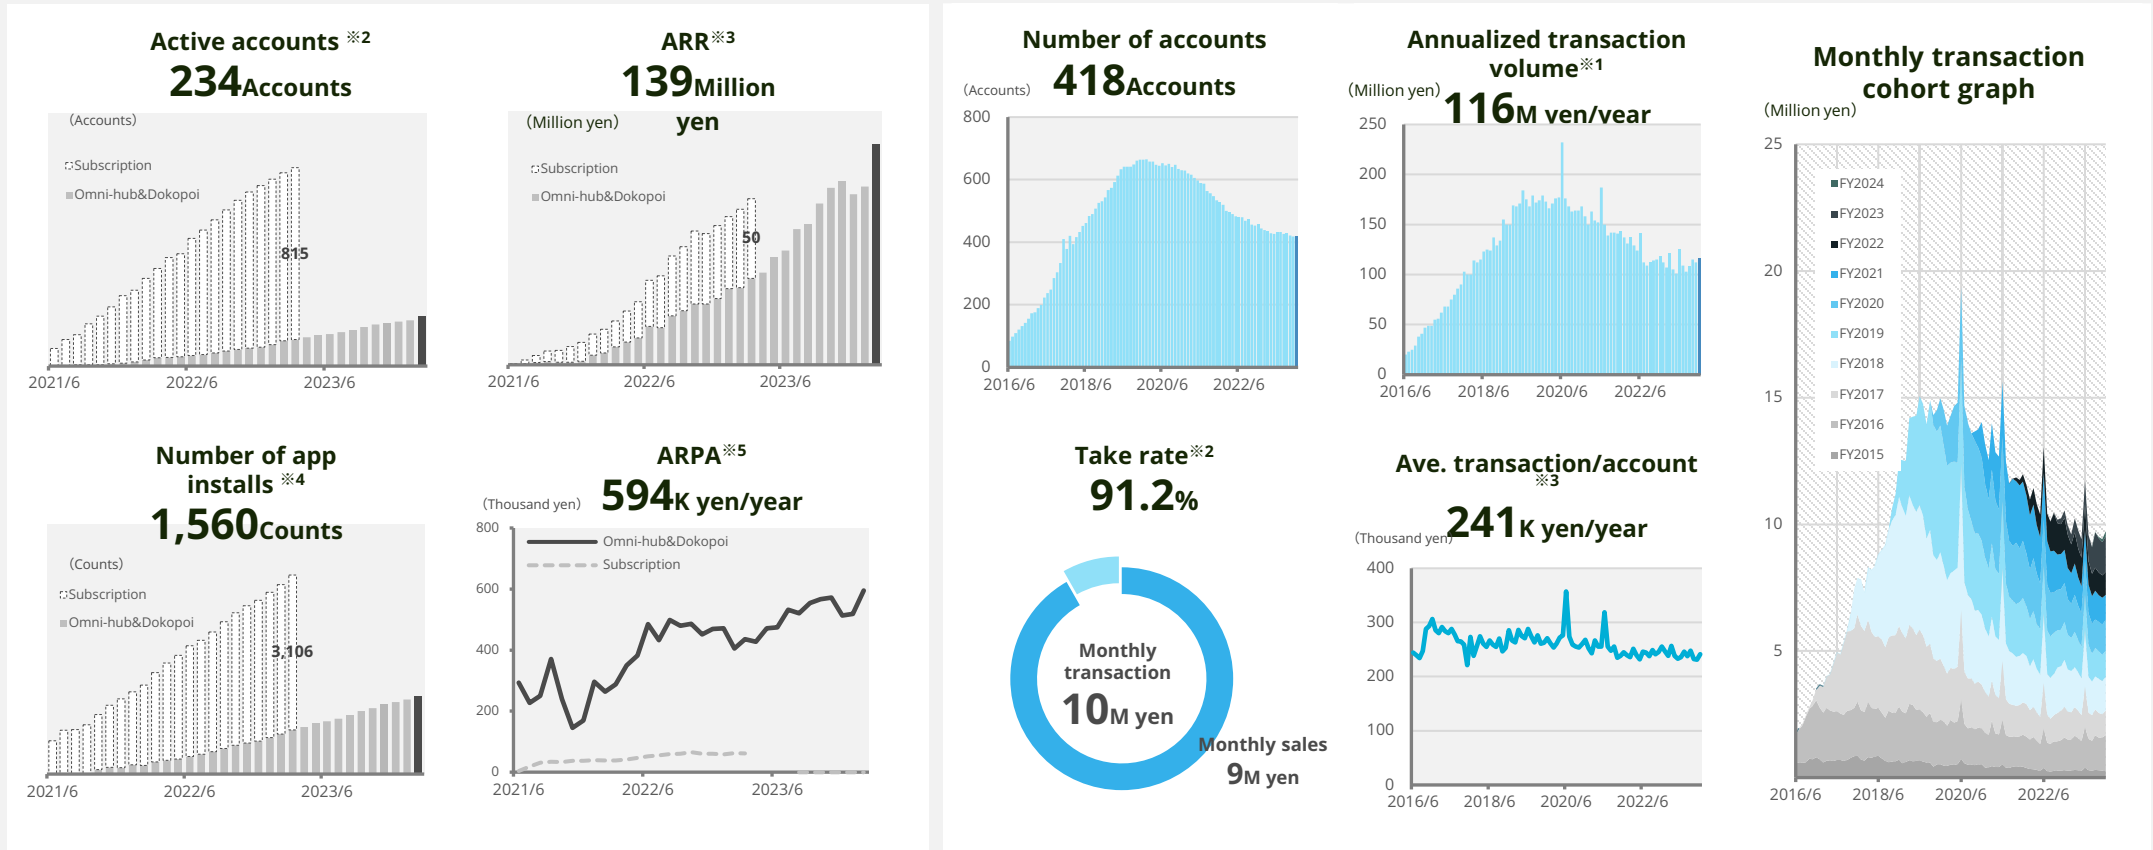 Active accounts ※2
234Accounts
(Accounts)
Subscription
Omni-hub&Dokopoi
815
2021/6
2022/6
2023/6
ARR※3
139Million
yen
(Million yen)
Subscription
Omni-hub&Dokopoi
50
2021/6
2022/6
2023/6
Number of app
installs ※4
1,560Counts
(Counts)
Subscription
Omni-hub&Dokopoi
3,106
2021/6
2022/6
2023/6
ARPA※5
594K yen/year
(Thousand yen)
800
600
400
200
0
Omni-hub&Dokopoi
Subscription
2021/6
2022/6
2023/6
Number of accounts
418Accounts
(Accounts)
800
600
400
200
0
2016/6
2018/6
2020/6
2022/6
Annualized transaction
volume※1
116M yen/year
(Million yen)
250
200
150
100
50
0
2016/6
2018/6
2020/6
2022/6
Take rate※2
91.2%
Monthly
transaction
10M yen
Monthly sales
9M yen
Ave. transaction/account
※3
241K yen/year
(Thousand yen)
400
300
200
100
0
2016/6
2018/6
2020/6
2022/6
Monthly transaction
cohort graph
(Million yen)
25
20
15
10
5
FY2024
FY2023
FY2022
FY2021
FY2020
FY2019
FY2018
FY2017
FY2016
FY2015
2016/6
2018/6
2020/6
2022/6